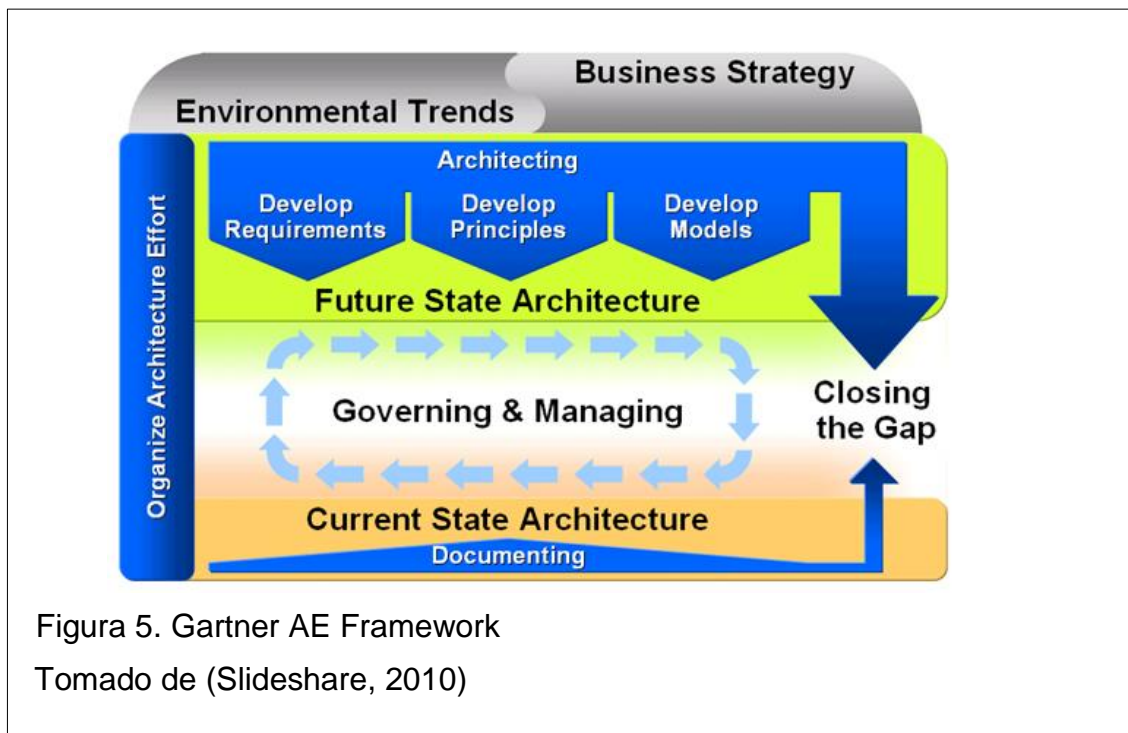 Business Strategy
Environmental Trends
Organize Architecture Effort
Architecting
Develop
Requirements
Develop
Principles
Develop
Models
Future State Architecture
Governing & Managing
Closing
the Gap
Current State Architecture
Documenting
Figura 5. Gartner AE Framework
Tomado de (Slideshare, 2010)